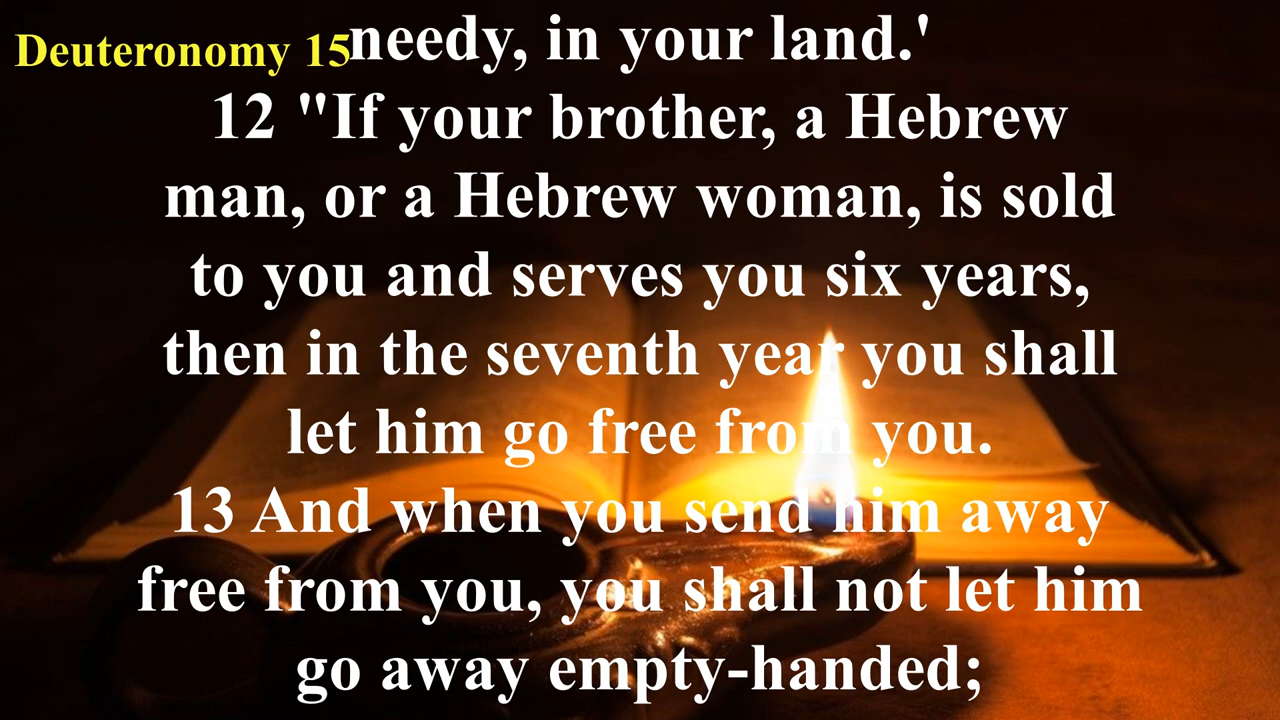 Deuteronomy 15
needy, in your land.'
12 "If your brother, a Hebrew
man, or a Hebrew woman, is sold
to you and serves you six years,
then in the seventh year you shall
let him go free from you.
13 And when you send him away
free from you, you shall not let him
go away empty-handed;